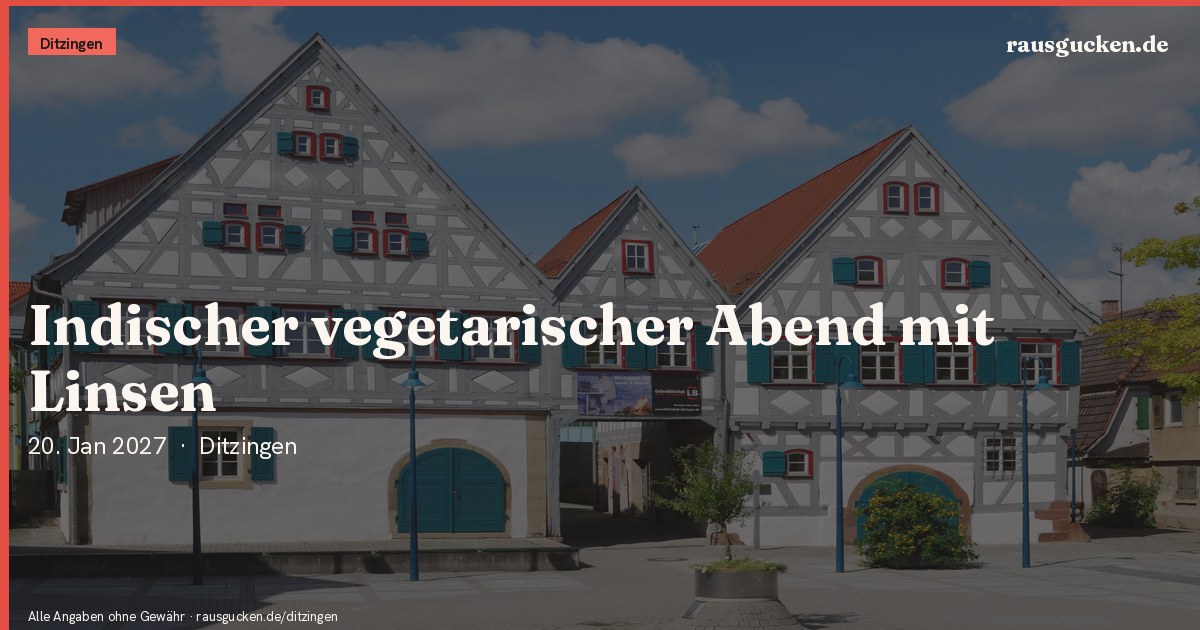 Ditzingen
rausgucken.de
Indischer vegetarischer Abend mit
Linsen
20. Jan 2027 · Ditzingen
Alle Angaben ohne Gewähr · rausgucken.de/ditzingen